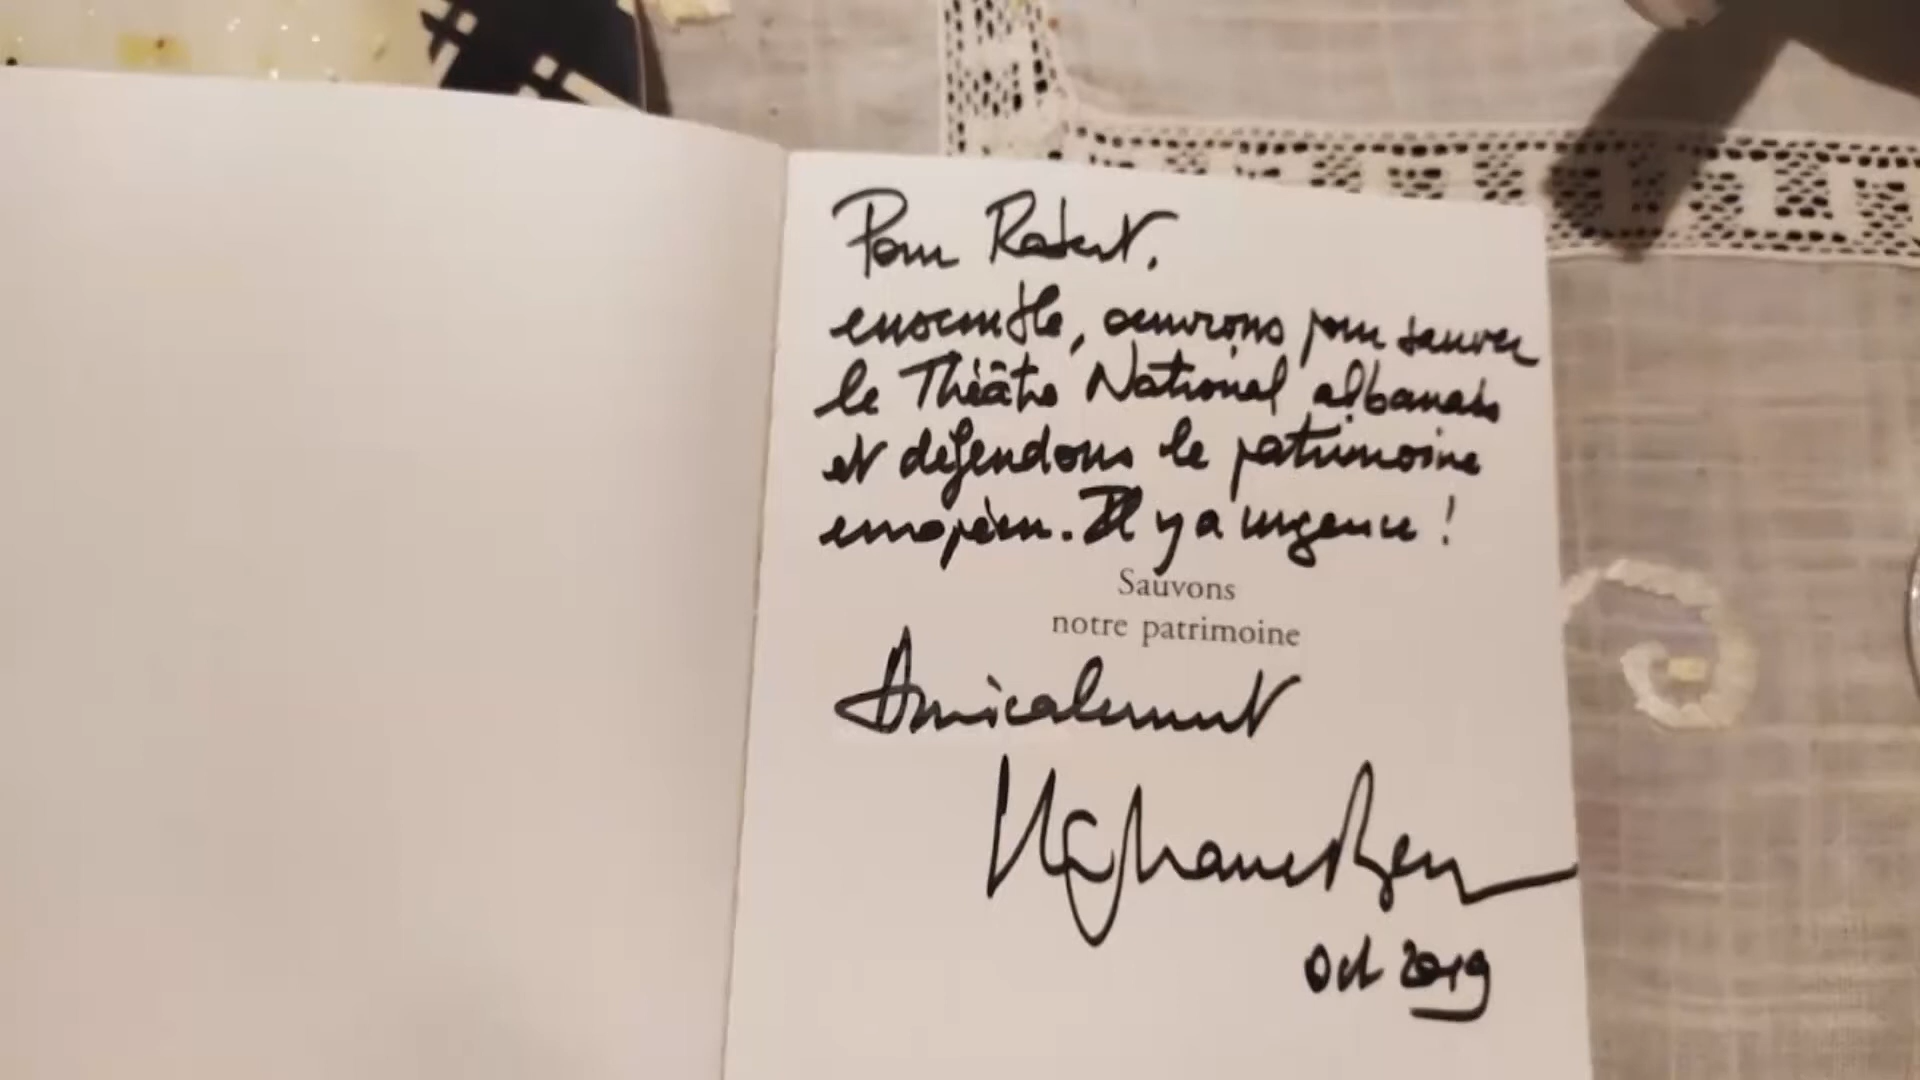 Pour Robert.
ensemble, oeuvrons pour sauver
le Théâtre National albanais
et défendons le patrimoine
européen. Il y a urgence !
Sauvons
notre patrimoine
Amicalement
Oct 2019